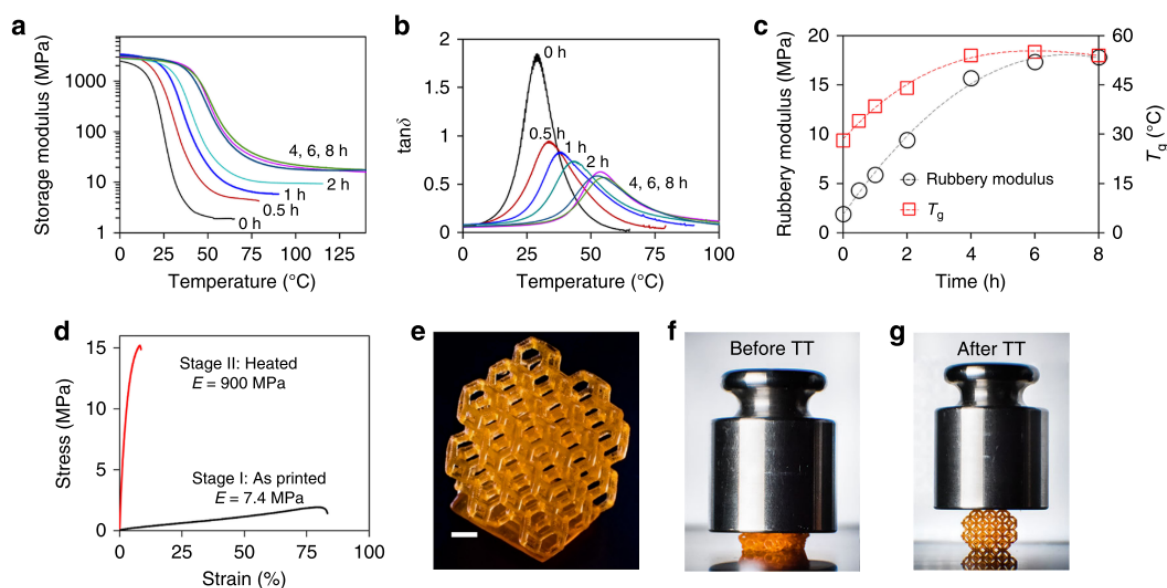 a
Storage modulus (MPa)
1000
100
10
1
0 25 50 75 100 125
Temperature (°C)
4, 6, 8 h
2 h
1 h
0.5 h
0 h
b
tanδ
2
1.5
1
0.5
0
0 25 50 75 100
Temperature (°C)
0 h
0.5 h
1 h
2 h
4, 6, 8 h
c
Rubbery modulus (MPa)
20
15
10
5
0
0 2 4 6 8
Time (h)
60
45
30
15
0
Tg (°C)
Rubbery modulus
Tg
d
Stress (MPa)
15
10
5
0
0 25 50 75 100
Strain (%)
Stage II: Heated
E = 900 MPa
Stage I: As printed
E = 7.4 MPa
e
f
Before TT
g
After TT